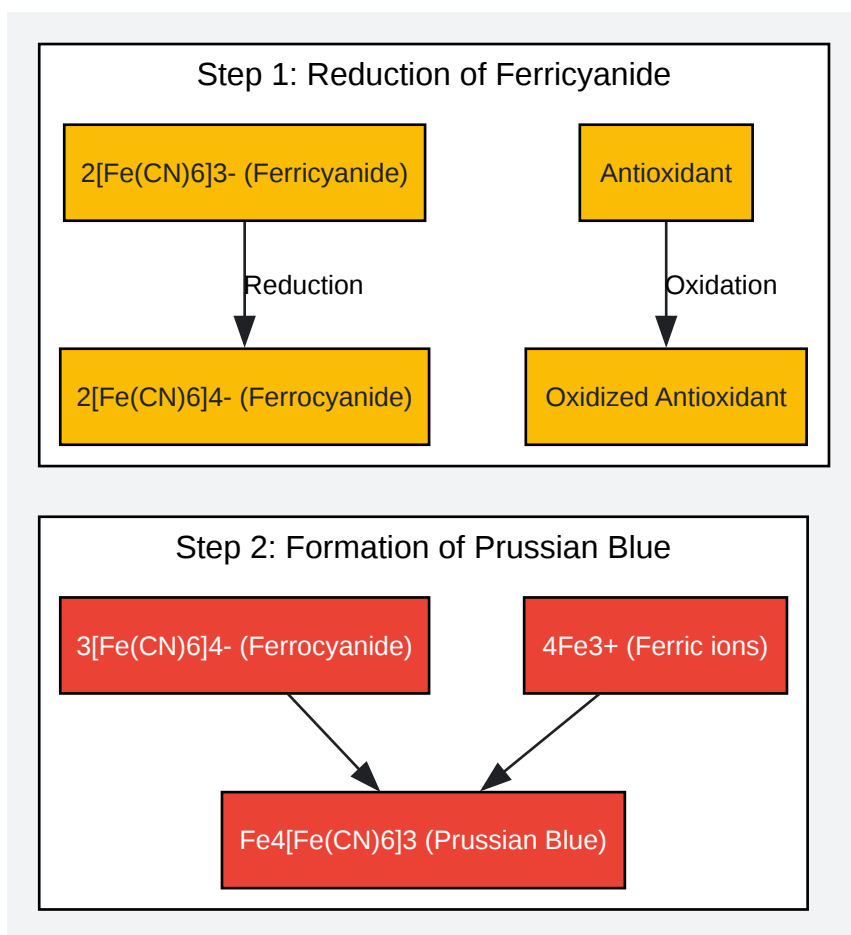 Step 1: Reduction of Ferricyanide
2[Fe(CN)6]3- (Ferricyanide)
Antioxidant
Reduction
Oxidation
2[Fe(CN)6]4- (Ferrocyanide)
Oxidized Antioxidant
Step 2: Formation of Prussian Blue
3[Fe(CN)6]4- (Ferrocyanide)
4Fe3+ (Ferric ions)
Fe4[Fe(CN)6]3 (Prussian Blue)